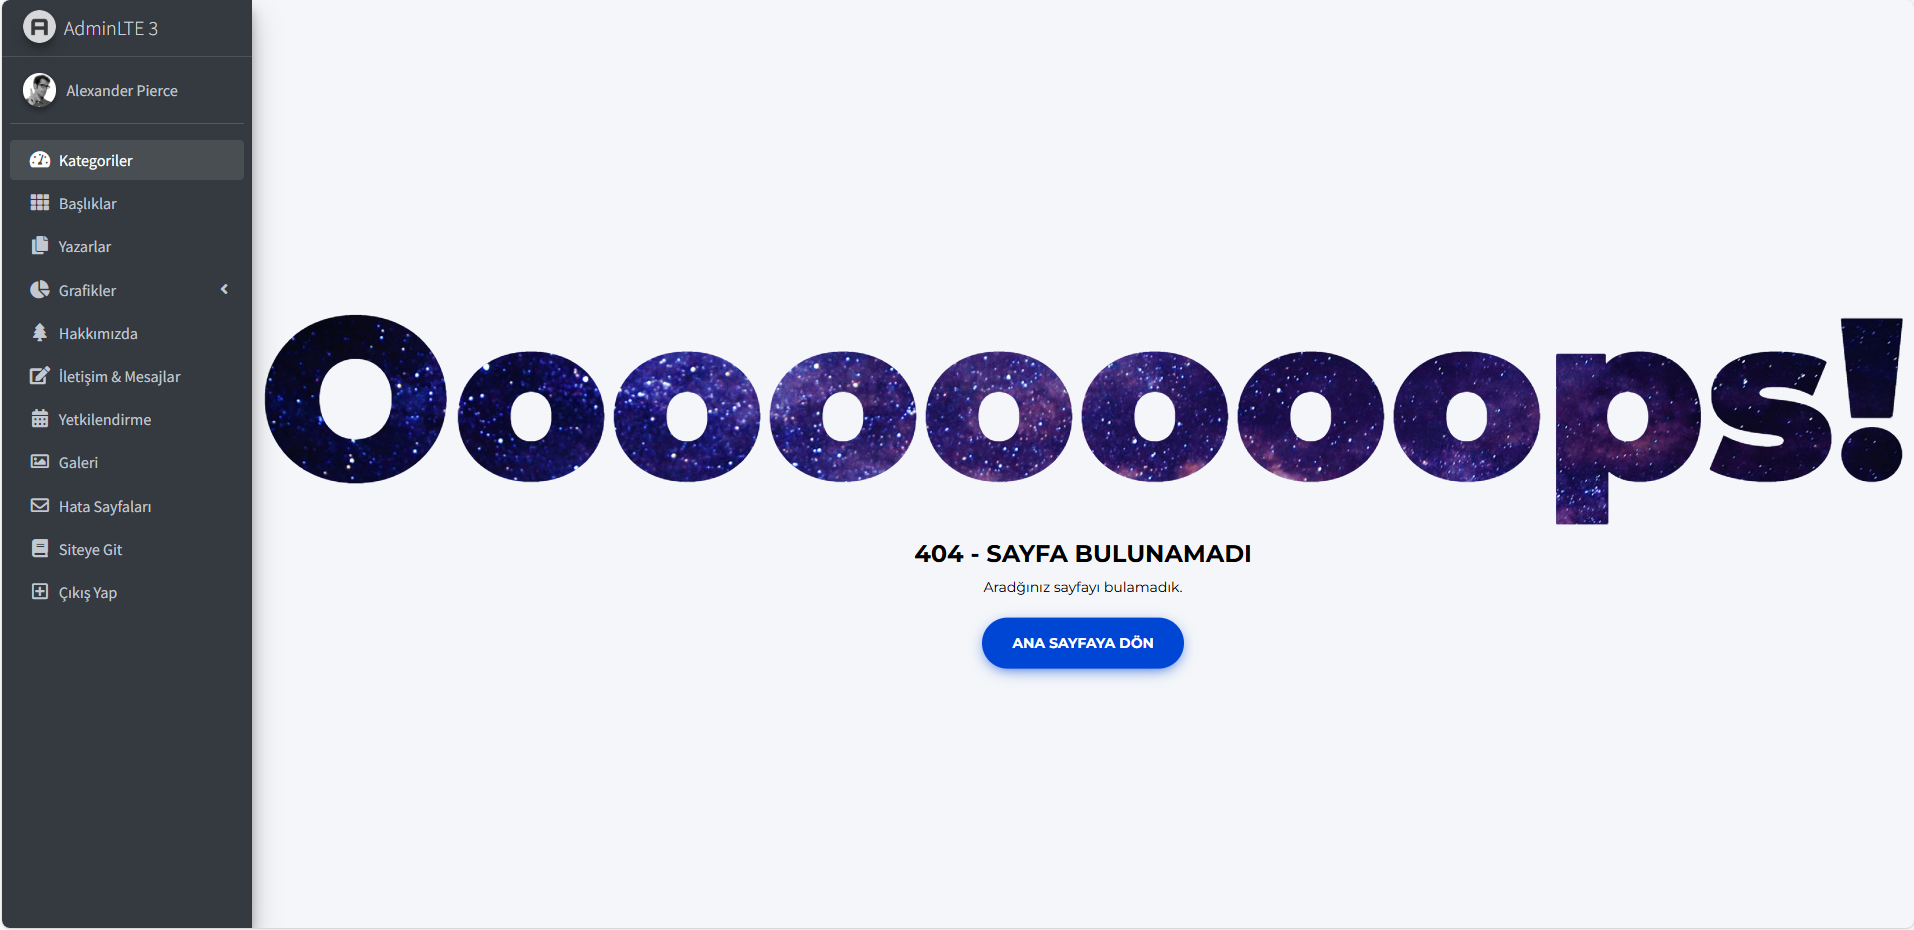 AdminLTE 3
Alexander Pierce
Kategoriler
Başlıklar
Yazarlar
Grafikler
Hakkımızda
İletişim & Mesajlar
Yetkilendirme
Galeri
Hata Sayfaları
Siteye Git
Çıkış Yap
Oooooooops!
404 - SAYFA BULUNAMADI
Aradğınız sayfayı bulamadık.
ANA SAYFAYA DÖN